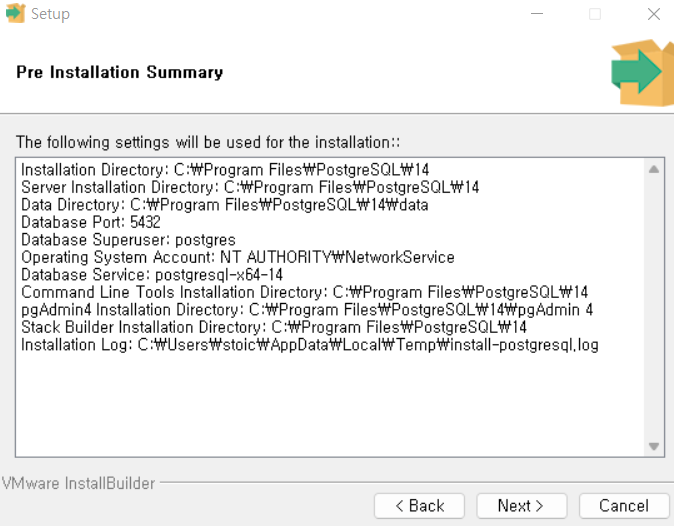 Setup
Pre Installation Summary
The following settings will be used for the installation::
Installation Directory: C:₩Program Files₩PostgreSQL₩14
Server Installation Directory: C:₩Program Files₩PostgreSQL₩14
Data Directory: C:₩Program Files₩PostgreSQL₩14₩data
Database Port: 5432
Database Superuser: postgres
Operating System Account: NT AUTHORITY₩NetworkService
Database Service: postgresql-x64-14
Command Line Tools Installation Directory: C:₩Program Files₩PostgreSQL₩14
pgAdmin4 Installation Directory: C:₩Program Files₩PostgreSQL₩14₩pgAdmin 4
Stack Builder Installation Directory: C:₩Program Files₩PostgreSQL₩14
Installation Log: C:₩Users₩stoic₩AppData₩Local₩Temp₩install-postgresql.log
VMware InstallBuilder
< Back Next > Cancel